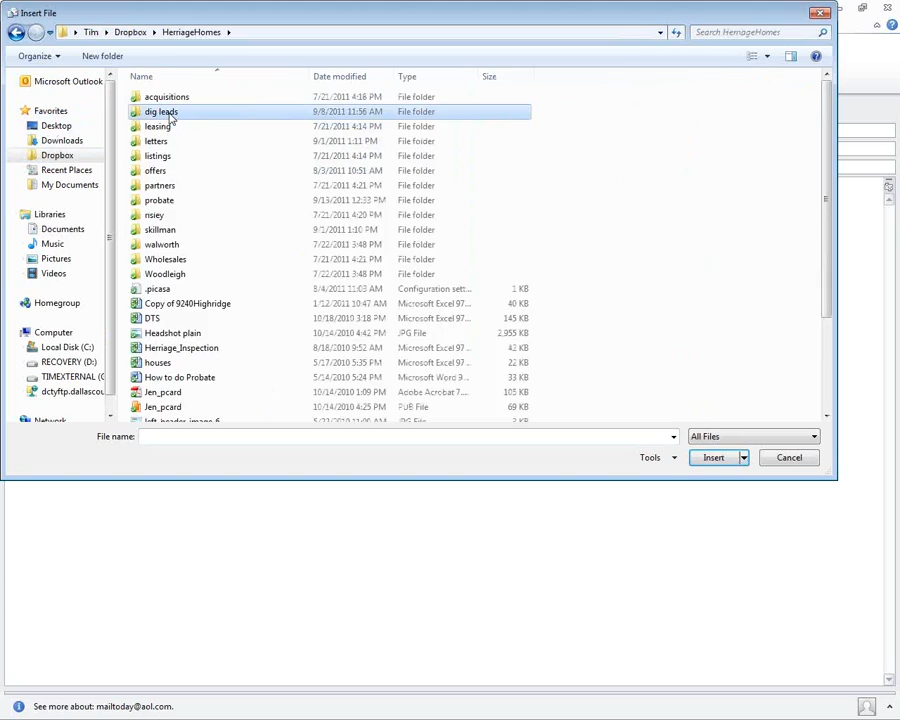 Insert File
Tim Dropbox HerriageHomes Search HerriageHomes
Organize New folder
Microsoft Outlook
Favorites
Desktop
Downloads
Dropbox
Recent Places
My Documents
Libraries
Documents
Music
Pictures
Videos
Homegroup
Computer
Local Disk (C:)
RECOVERY (D:)
TIMEXTERNAL (
dctyftp.dallascou
Network
Name Date modified Type Size
acquisitions 7/21/2011 4:18 PM File folder
dig leads 9/8/2011 11:56 AM File folder
leasing 7/21/2011 4:14 PM File folder
letters 9/1/2011 1:11 PM File folder
listings 7/21/2011 4:14 PM File folder
offers 8/3/2011 10:51 AM File folder
partners 7/21/2011 4:21 PM File folder
probate 9/13/2011 12:33 PM File folder
risiey 7/21/2011 4:20 PM File folder
skillman 9/1/2011 1:10 PM File folder
walworth 7/22/2011 3:48 PM File folder
Wholesales 7/21/2011 4:21 PM File folder
Woodleigh 7/22/2011 3:48 PM File folder
.picasa 8/4/2011 11:03 AM Configuration sett... 1 KB
Copy of 9240Highridge 1/12/2011 10:47 AM Microsoft Excel 97... 40 KB
DTS 10/18/2010 3:18 PM Microsoft Excel 97... 145 KB
Headshot plain 10/14/2010 4:42 PM JPG File 2,955 KB
Herriage_Inspection 8/18/2010 9:52 AM Microsoft Excel 97... 42 KB
houses 5/17/2010 5:35 PM Microsoft Excel 97... 22 KB
How to do Probate 5/14/2010 5:24 PM Microsoft Word 9... 33 KB
Jen_pcard 10/14/2010 1:09 PM Adobe Acrobat 7.... 105 KB
Jen_pcard 10/14/2010 4:25 PM PUB File 69 KB
left_header_image_6 JPG File 3 KB
File name: All Files
Tools Insert Cancel
See more about: mailtoday@aol.com.